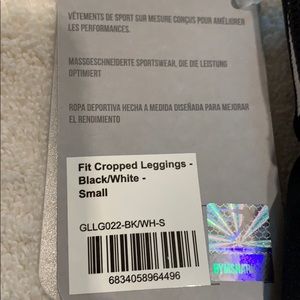 VÊTEMENTS DE SPORT SUR MESURE CONÇUS POUR AMÉLIORER
LES PERFORMANCES.
MASSGESCHNEIDERTE SPORTSWEAR, DIE DIE LEISTUNG
OPTIMIERT
ROPA DEPORTIVA HECHA A MEDIDA DISEÑADA PARA MEJORAR
EL RENDIMIENTO
Fit Cropped Leggings -
Black/White -
Small
GLLG022-BK/WH-S
6834058964496
GYMSHARK